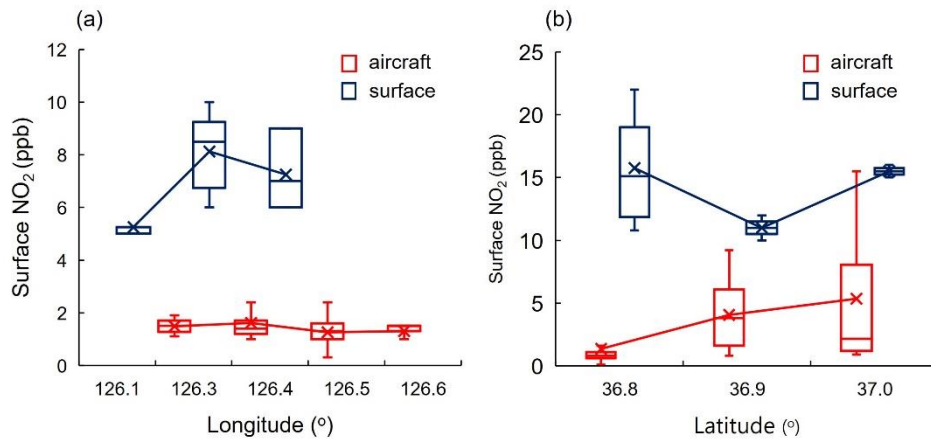 (a)
aircraft
surface
Surface NO₂ (ppb)
12
10
8
6
4
2
0
126.1 126.3 126.4 126.5 126.6
Longitude (º)
(b)
aircraft
surface
Surface NO₂ (ppb)
25
20
15
10
5
0
36.8 36.9 37.0
Latitude (º)